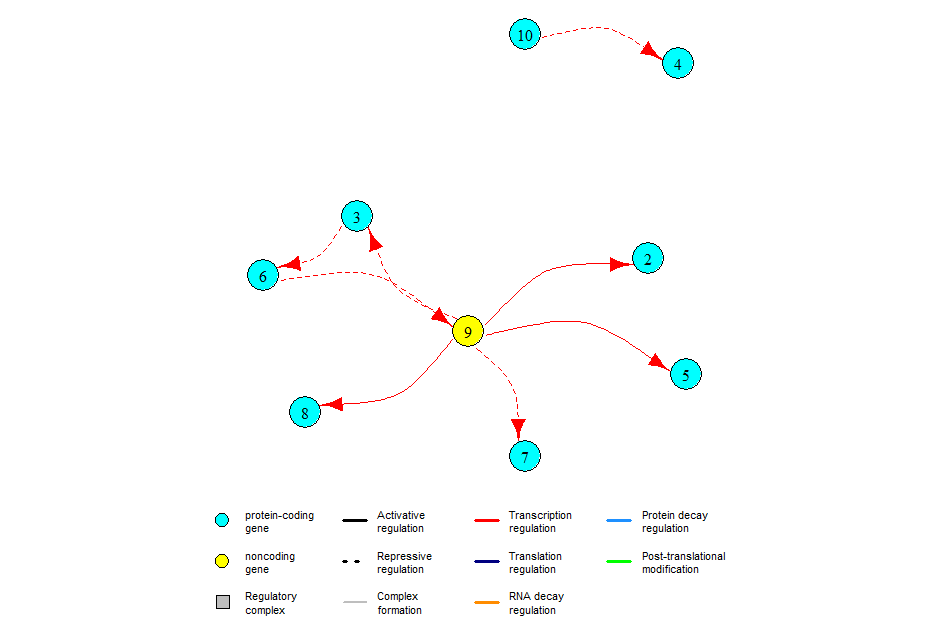 10
4
3
2
6
9
5
8
7
protein-coding
gene
Activative
regulation
Transcription
regulation
Protein decay
regulation
noncoding
gene
Repressive
regulation
Translation
regulation
Post-translational
modification
Regulatory
complex
Complex
formation
RNA decay
regulation